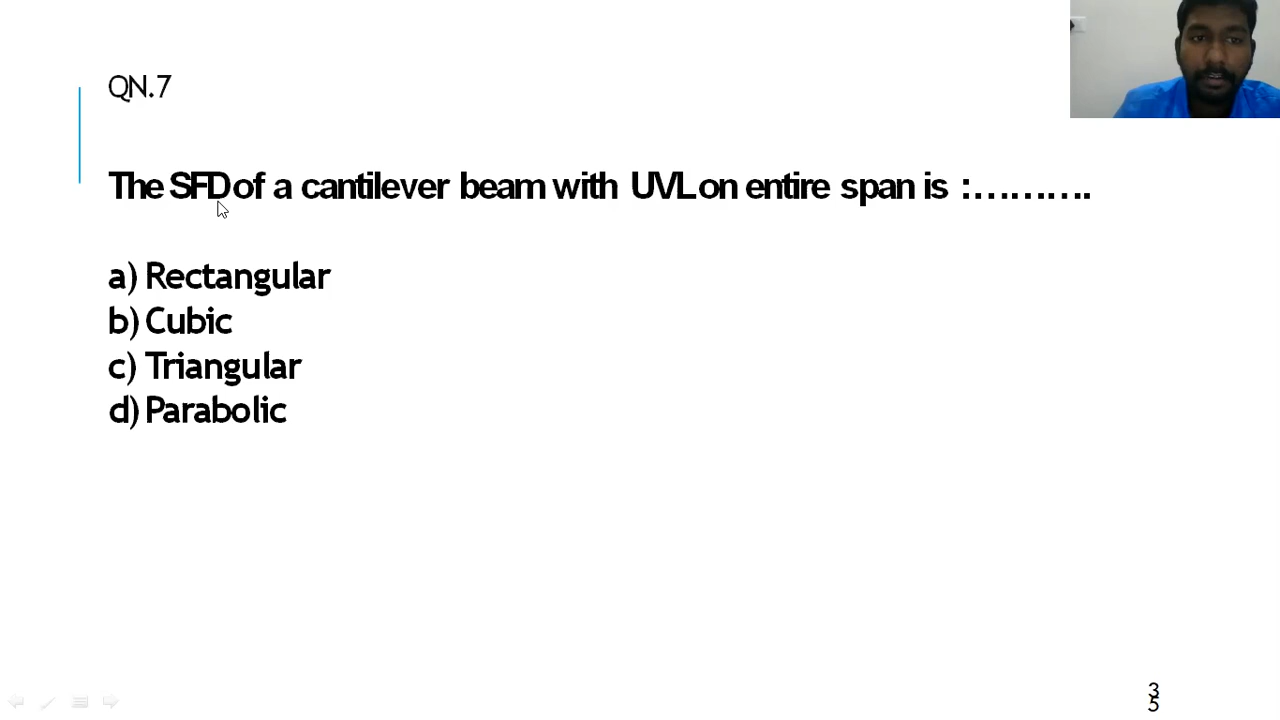 QN.7
The SFD of a cantilever beam with UVL on entire span is :……….
a) Rectangular
b) Cubic
c) Triangular
d) Parabolic
3
5